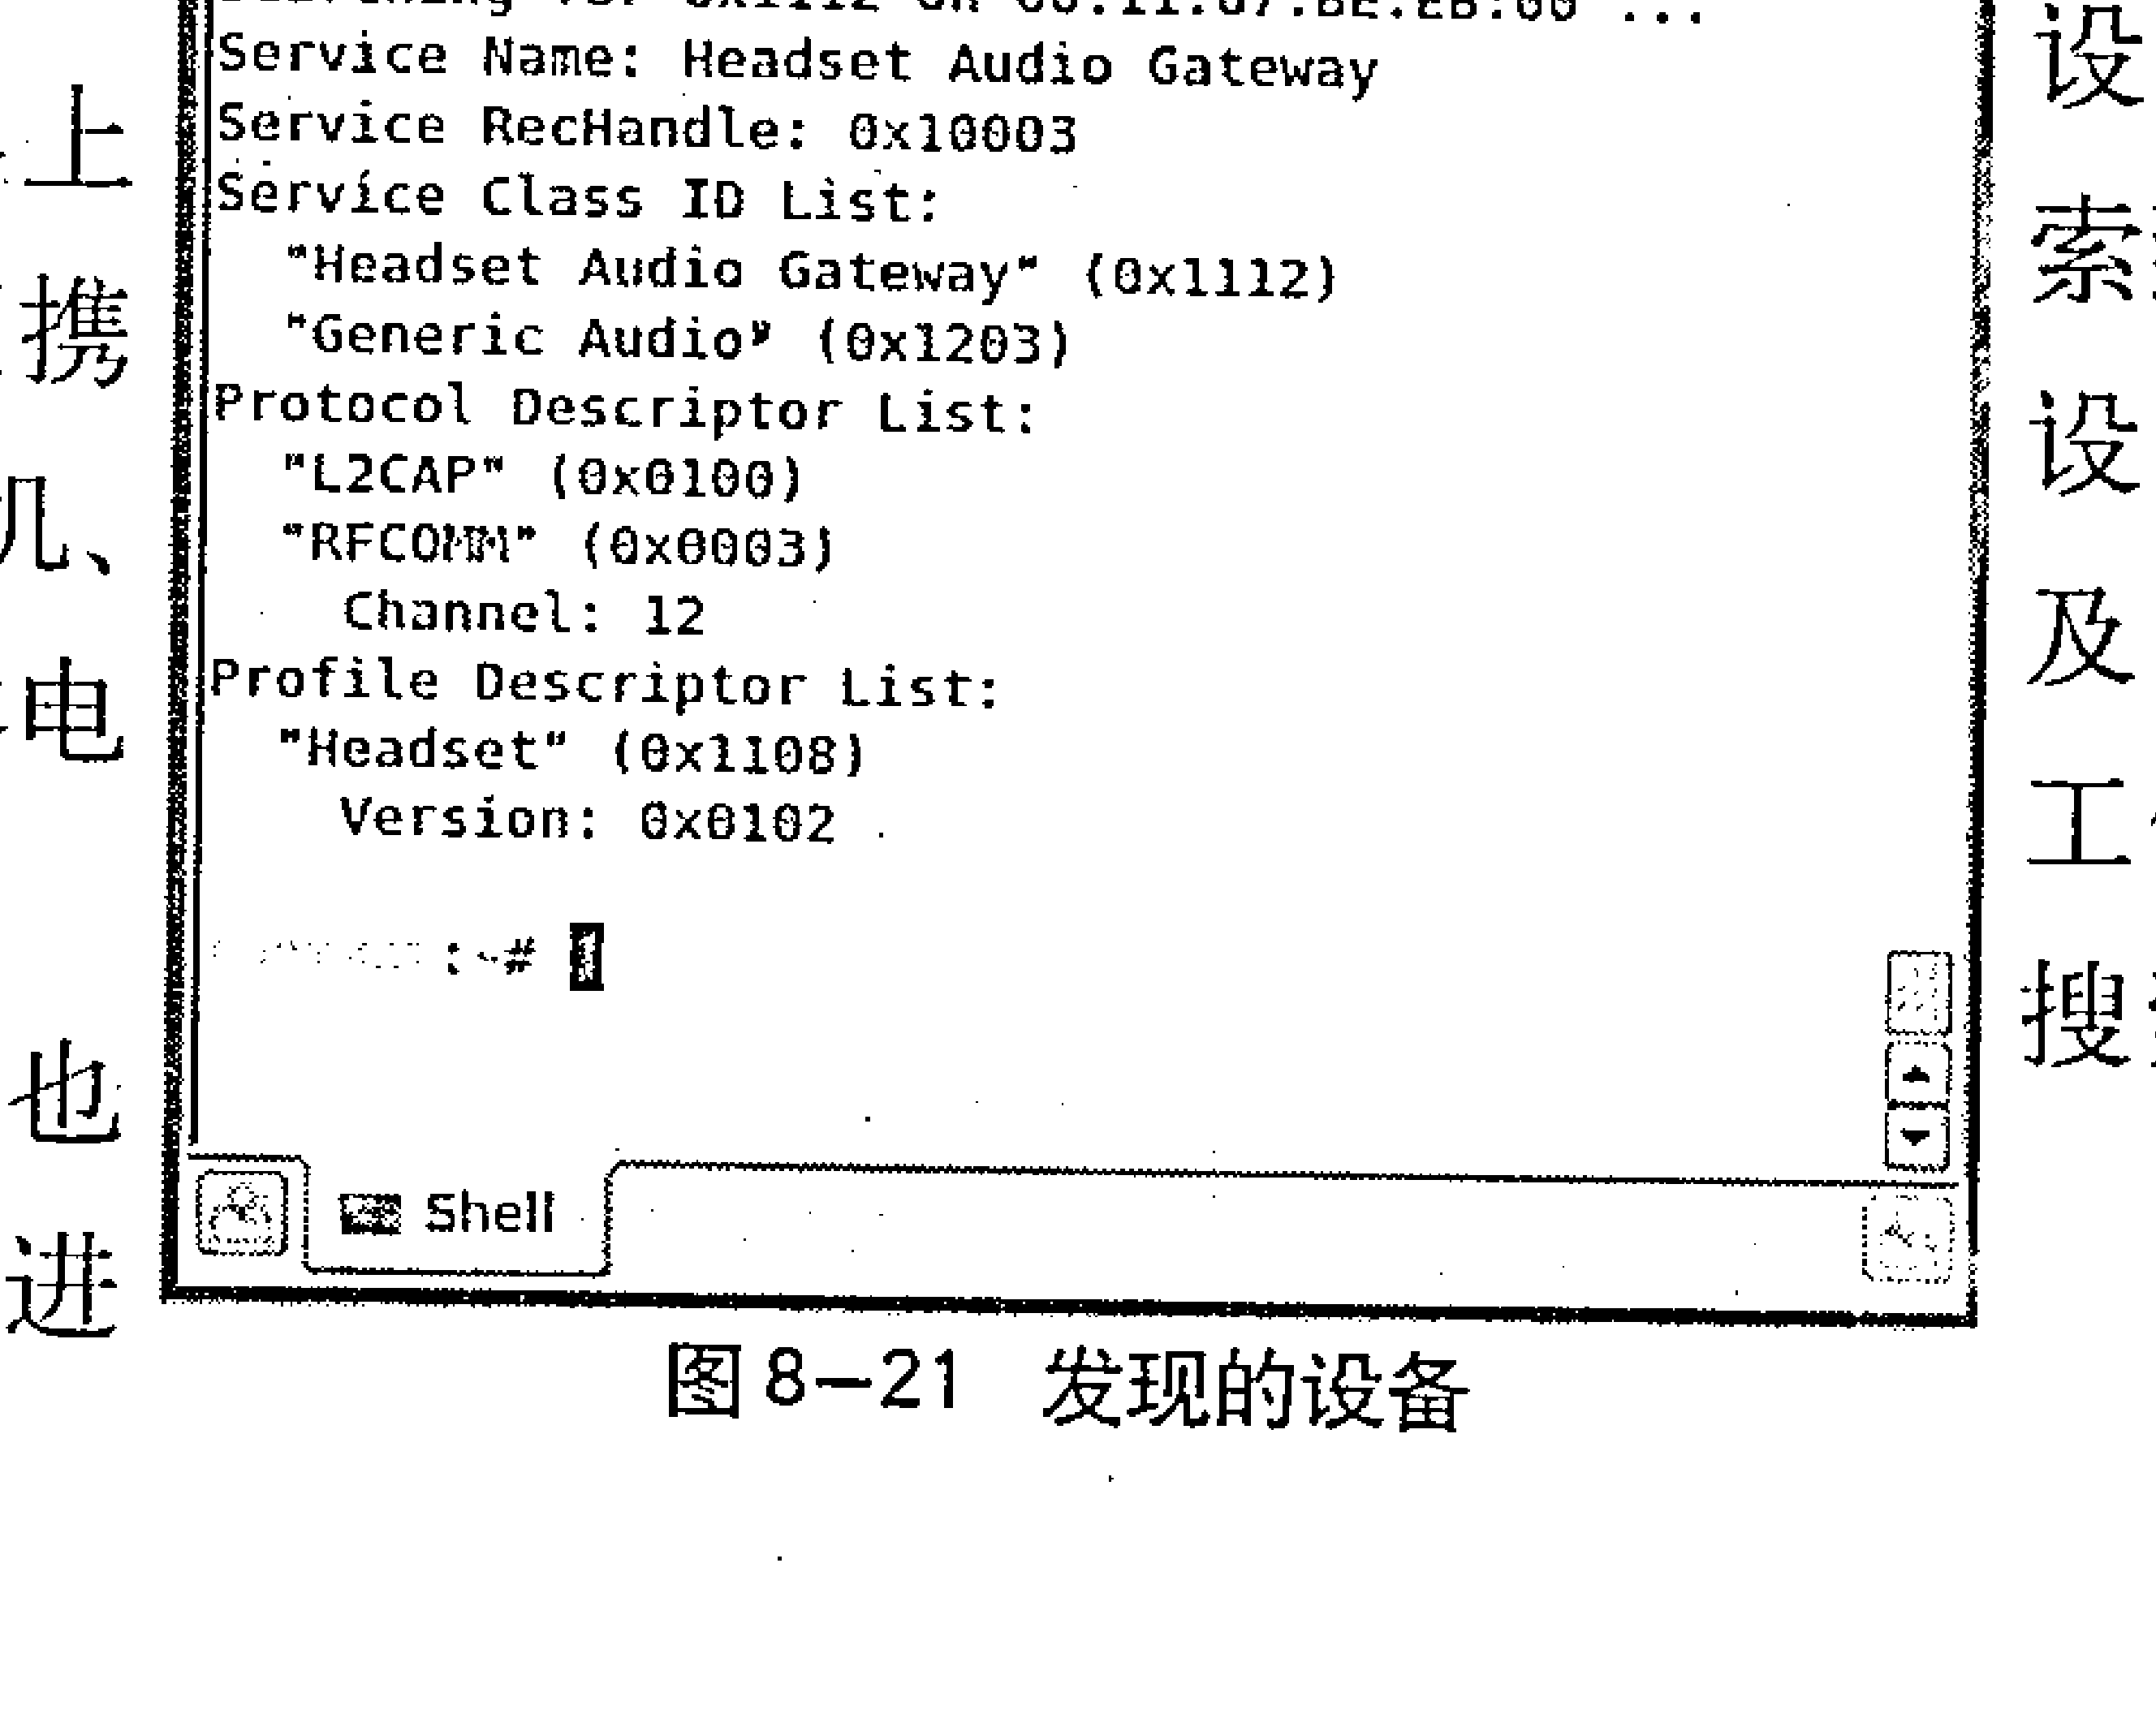 上
携
机、
电
也
进
Service Name: Headset Audio Gateway
Service RecHandle: 0x10003
Service Class ID List:
"Headset Audio Gateway" (0x1112)
"Generic Audio" (0x1203)
Protocol Descriptor List:
"L2CAP" (0x0100)
"RFCOMM" (0x0003)
Channel: 12
Profile Descriptor List:
"Headset" (0x1108)
Version: 0x0102
:~#
Shell
图8-21 发现的设备
设
索
设
及
工
搜